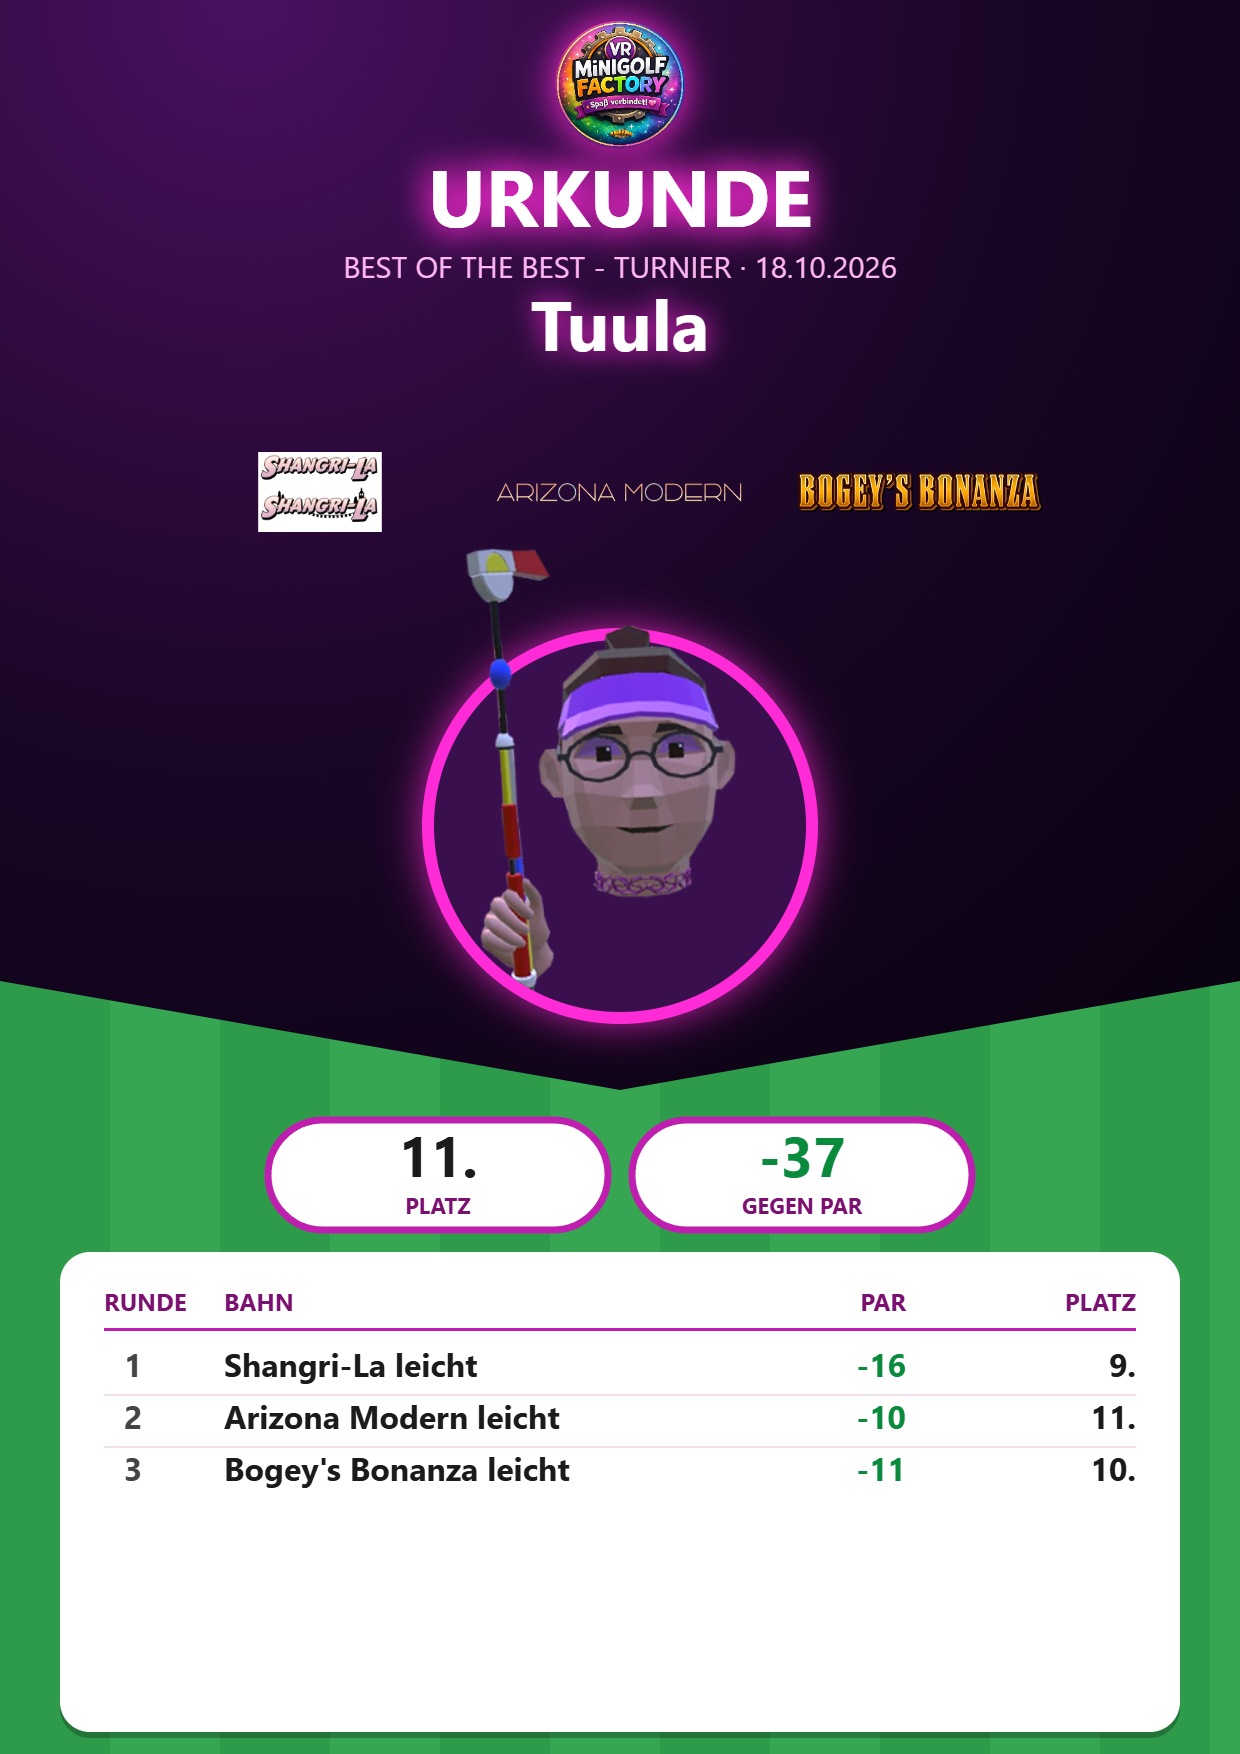 VR
MiNiGOLF
FACTORY
Spaß verbindet!
URKUNDE
BEST OF THE BEST - TURNIER · 18.10.2026
Tuula
SHANGRI-LA
SHANGRI-LA
ARIZONA MODERN
BOGEY'S BONANZA
11.
PLATZ
-37
GEGEN PAR
RUNDE BAHN PAR PLATZ
1 Shangri-La leicht -16 9.
2 Arizona Modern leicht -10 11.
3 Bogey's Bonanza leicht -11 10.